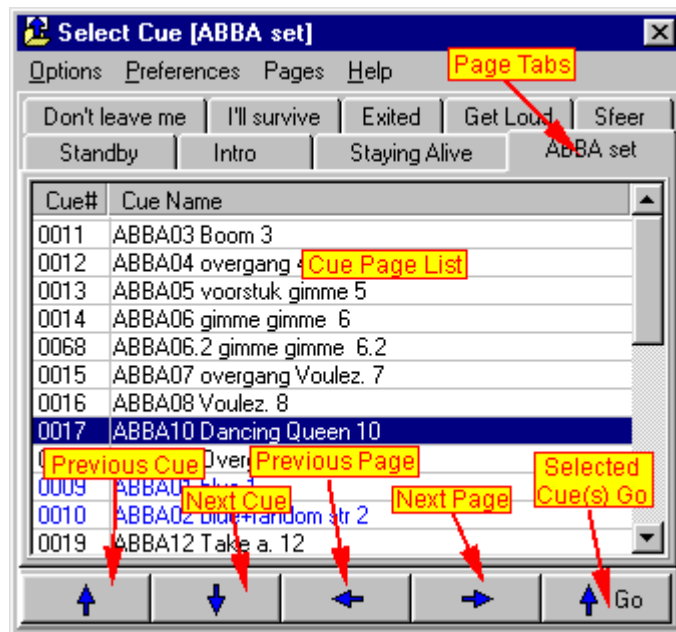 Select Cue [ABBA set]
Options Preferences Pages Help
Page Tabs
Don't leave me I'll survive Exited Get Loud Sfeer
Standby Intro Staying Alive ABBA set
Cue# Cue Name
0011 ABBA03 Boom 3
0012 ABBA04 overgang
Cue Page List
0013 ABBA05 voorstuk gimme 5
0014 ABBA06 gimme gimme 6
0068 ABBA06.2 gimme gimme 6.2
0015 ABBA07 overgang Voulez. 7
0016 ABBA08 Voulez. 8
0017 ABBA10 Dancing Queen 10
Previous Cue Previous Page Selected
Cue(s) Go
0009
Next Cue Next Page
0010 ABBA02 blue+random str 2
0019 ABBA12 Take a. 12
Go